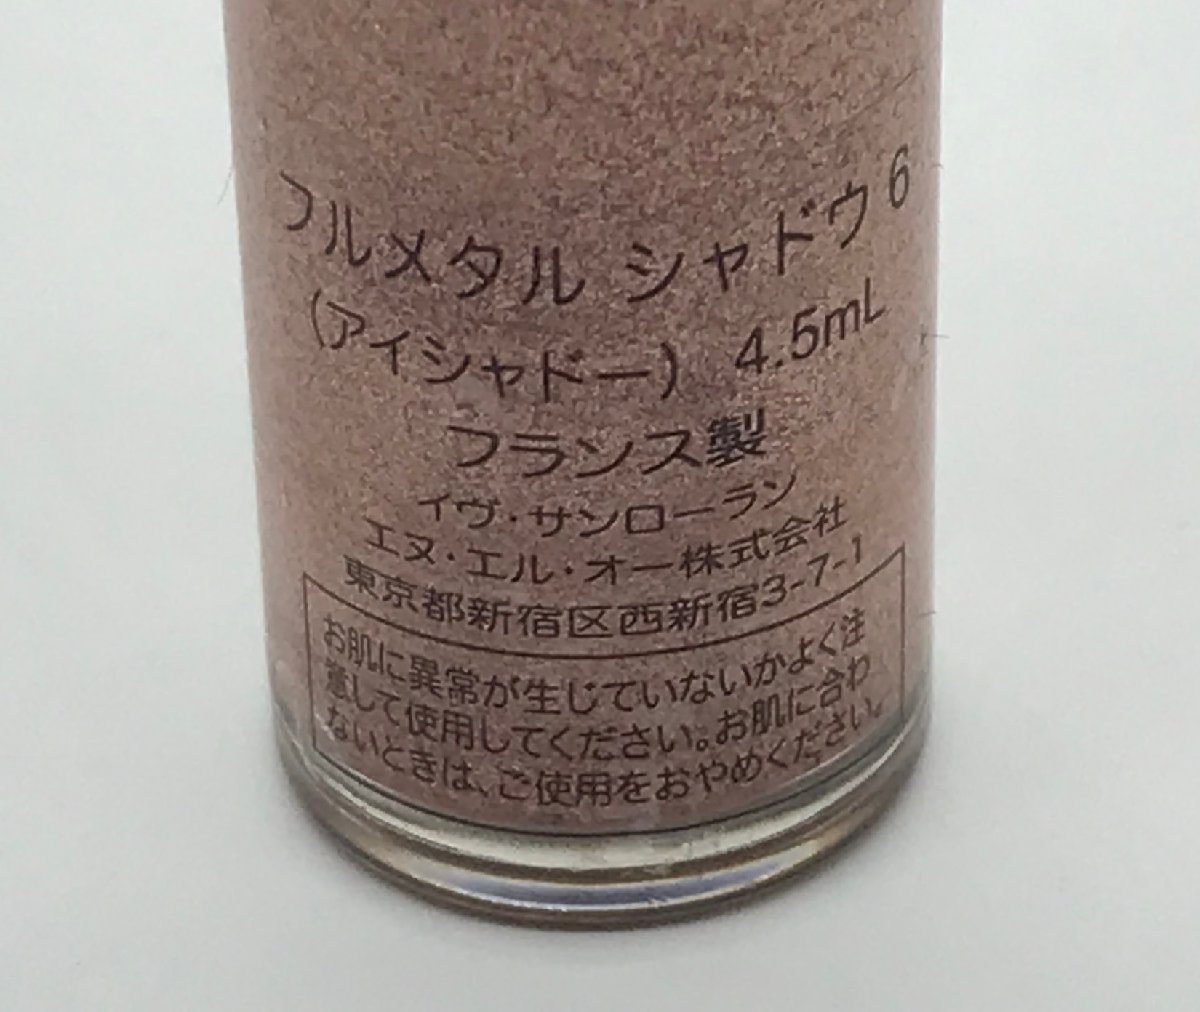 フルメタル シャドウ 6
(アイシャドー) 4.5mL
フランス製
イヴ・サンローラン
エヌ・エル・オー株式会社
東京都新宿区西新宿3-7-1
お肌に異常が生じていないかよく注
意して使用してください。お肌に合わ
ないときは、ご使用をおやめください。